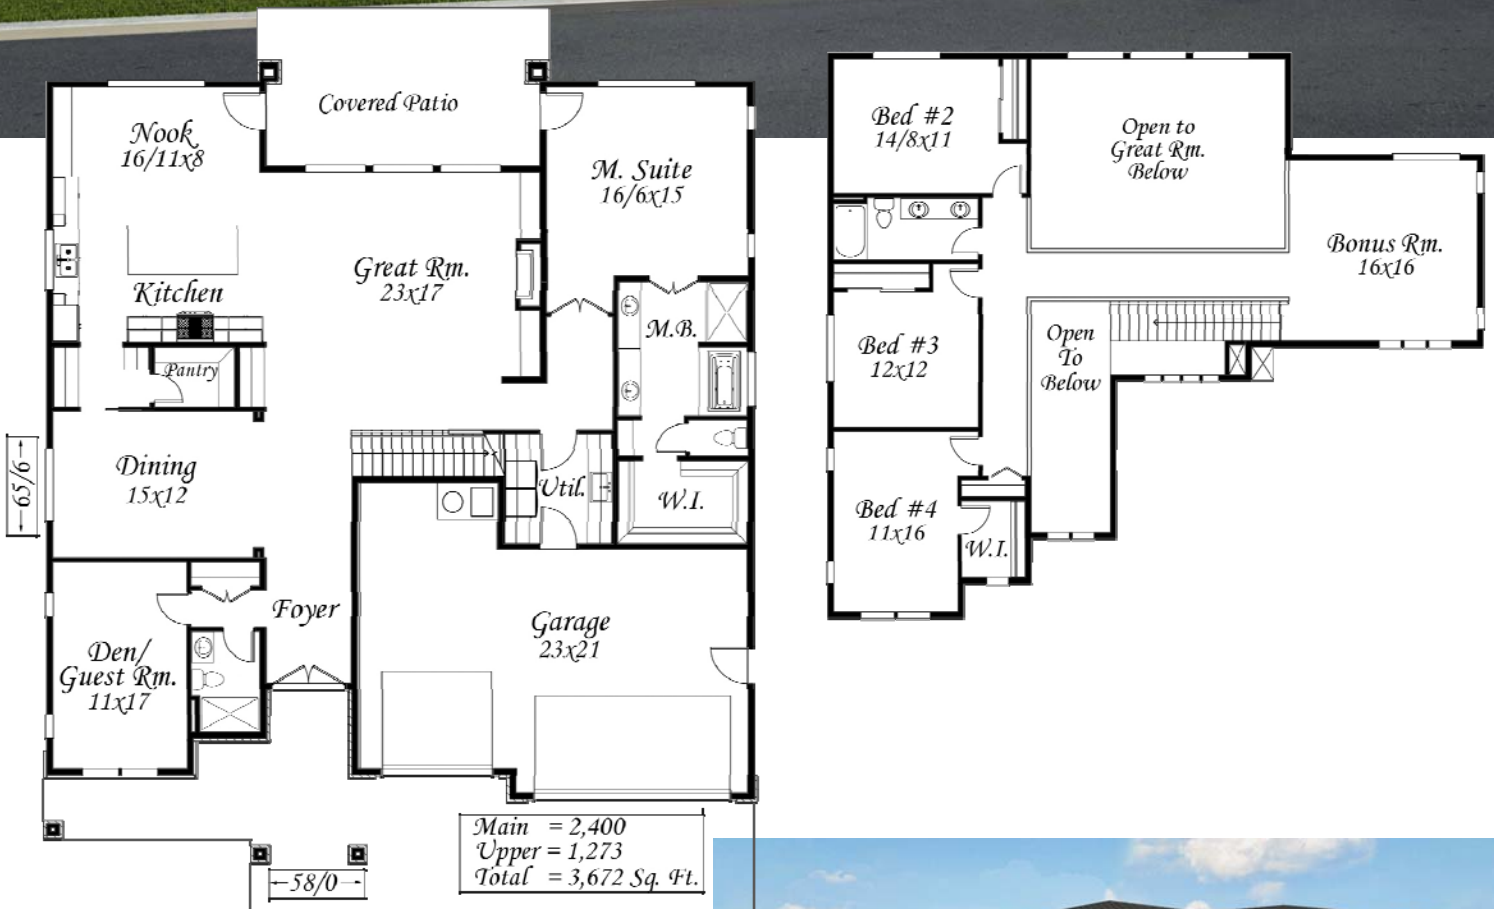 Covered Patio
Nook
16/11x8
M. Suite
16/6x15
Great Rm.
23x17
Kitchen
M.B.
Pantry
Dining
15x12
65/6
Util.
W.I.
Foyer
Den/
Guest Rm.
11x17
Garage
23x21
58/0
Main = 2,400
Upper = 1,273
Total = 3,672 Sq. Ft.
Bed #2
14/8x11
Open to
Great Rm.
Below
Bonus Rm.
16x16
Bed #3
12x12
Open
To
Below
Bed #4
11x16
W.I.